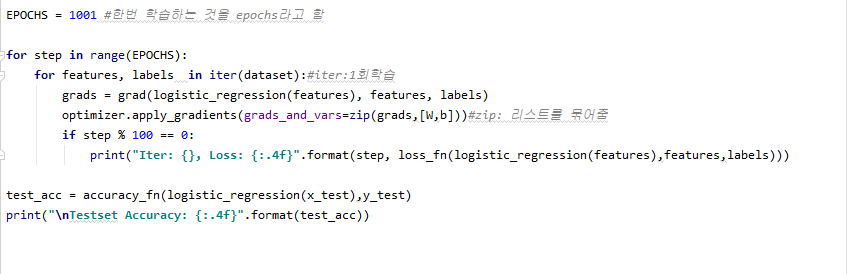 EPOCHS = 1001 #한번 학습하는 것을 epochs라고 함
for step in range(EPOCHS):
for features, labels  in iter(dataset):#iter:1회학습
grads = grad(logistic_regression(features), features, labels)
optimizer.apply_gradients(grads_and_vars=zip(grads,[W,b]))#zip: 리스트를 묶어줌
if step % 100 == 0:
print("Iter: {}, Loss: {:.4f}".format(step, loss_fn(logistic_regression(features),features,labels)))
test_acc = accuracy_fn(logistic_regression(x_test),y_test)
print("\nTestset Accuracy: {:.4f}".format(test_acc))